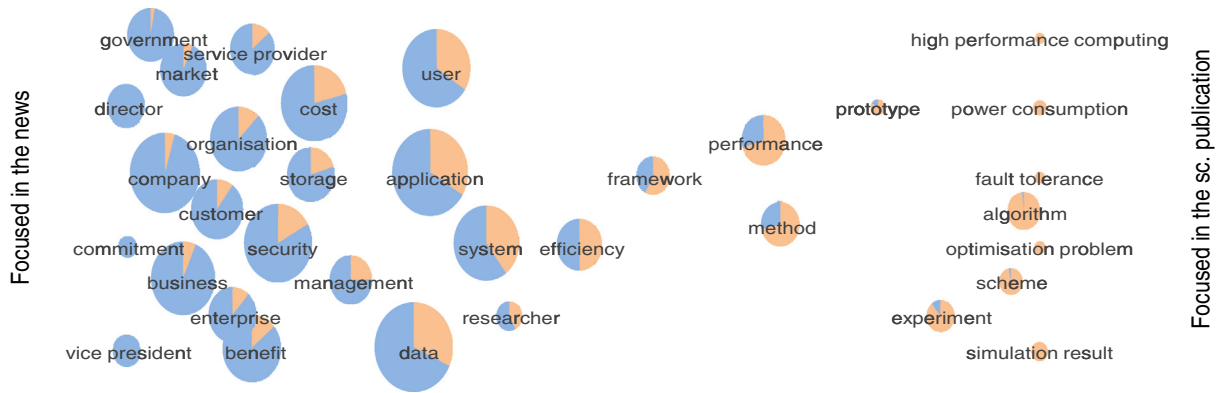 Focused in the news
government
high performance computing
service provider
market
user
director
cost
prototype
power consumption
organisation
performance
company
storage
application
framework
fault tolerance
customer
algorithm
method
commitment
security
system
efficiency
optimisation problem
business
management
scheme
enterprise
researcher
experiment
vice president
benefit
data
simulation result
Focused in the sc. publication